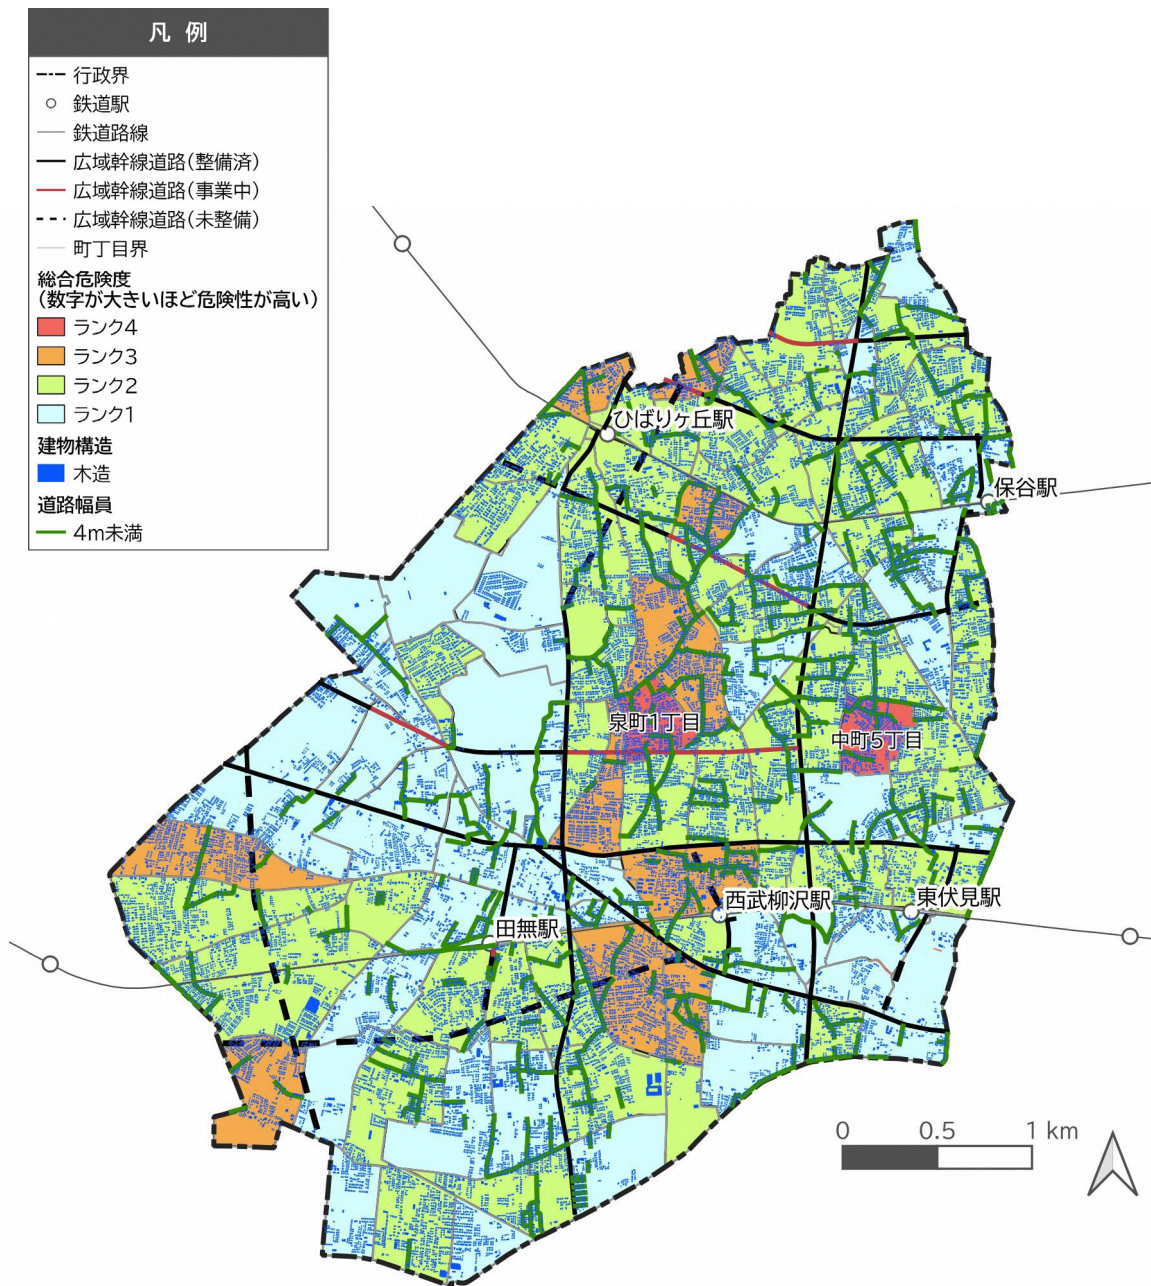 凡 例
行政界
鉄道駅
鉄道路線
広域幹線道路(整備済)
広域幹線道路(事業中)
広域幹線道路(未整備)
町丁目界
総合危険度
(数字が大きいほど危険性が高い)
ランク4
ランク3
ランク2
ランク1
建物構造
木造
道路幅員
4m未満
ひばりヶ丘駅
保谷駅
泉町1丁目
中町5丁目
西武柳沢駅
東伏見駅
田無駅
0 0.5 1 km